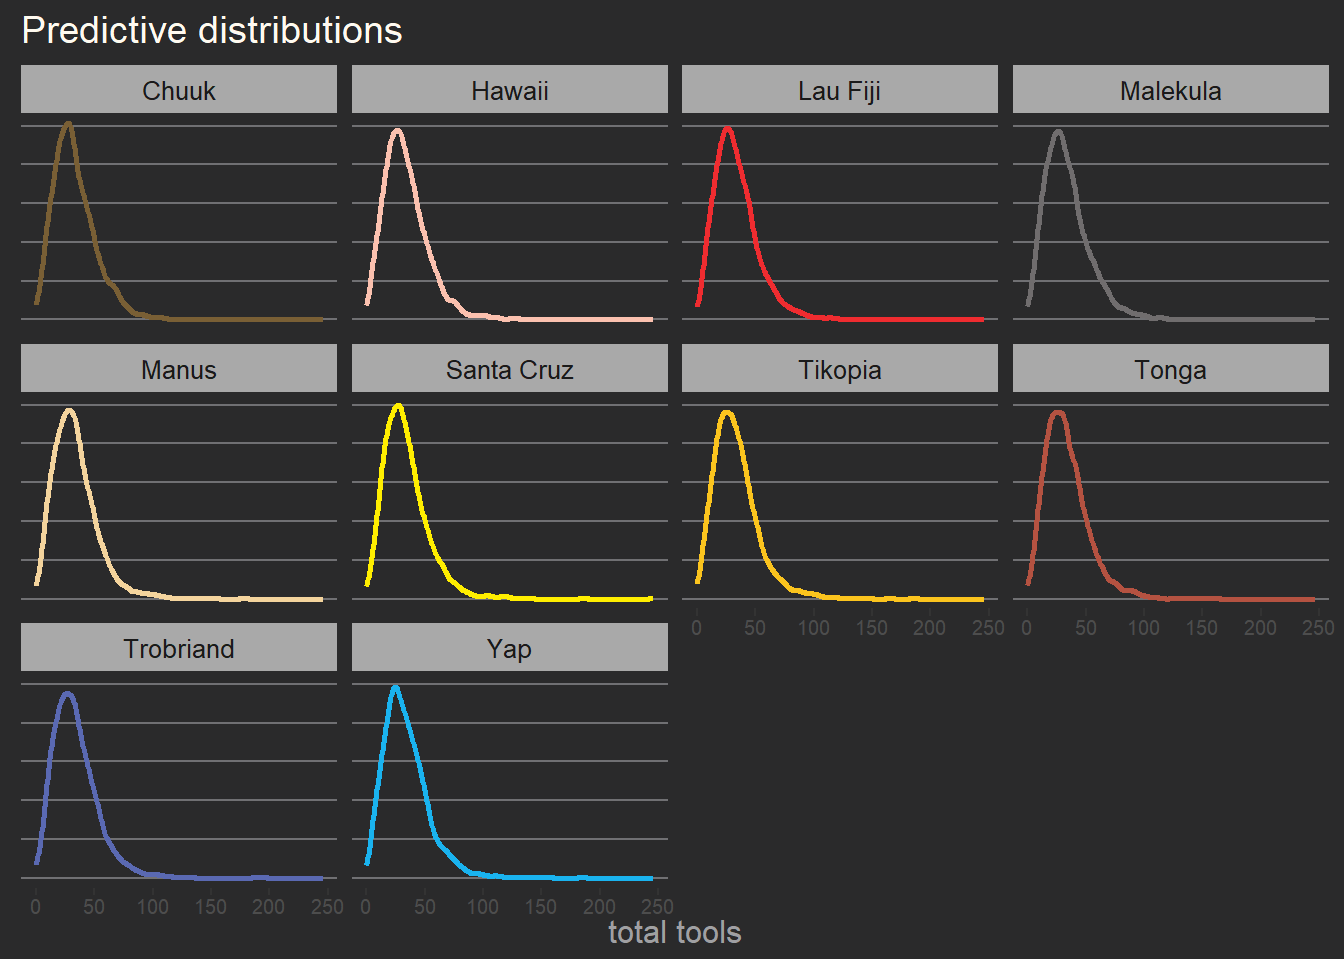 Predictive distributions
Chuuk Hawaii Lau Fiji Malekula
Manus Santa Cruz Tikopia Tonga
0 50 100 150 200 250 0 50 100 150 200 250
Trobriand Yap
0 50 100 150 200 250 0 50 100 150 200 250
total tools